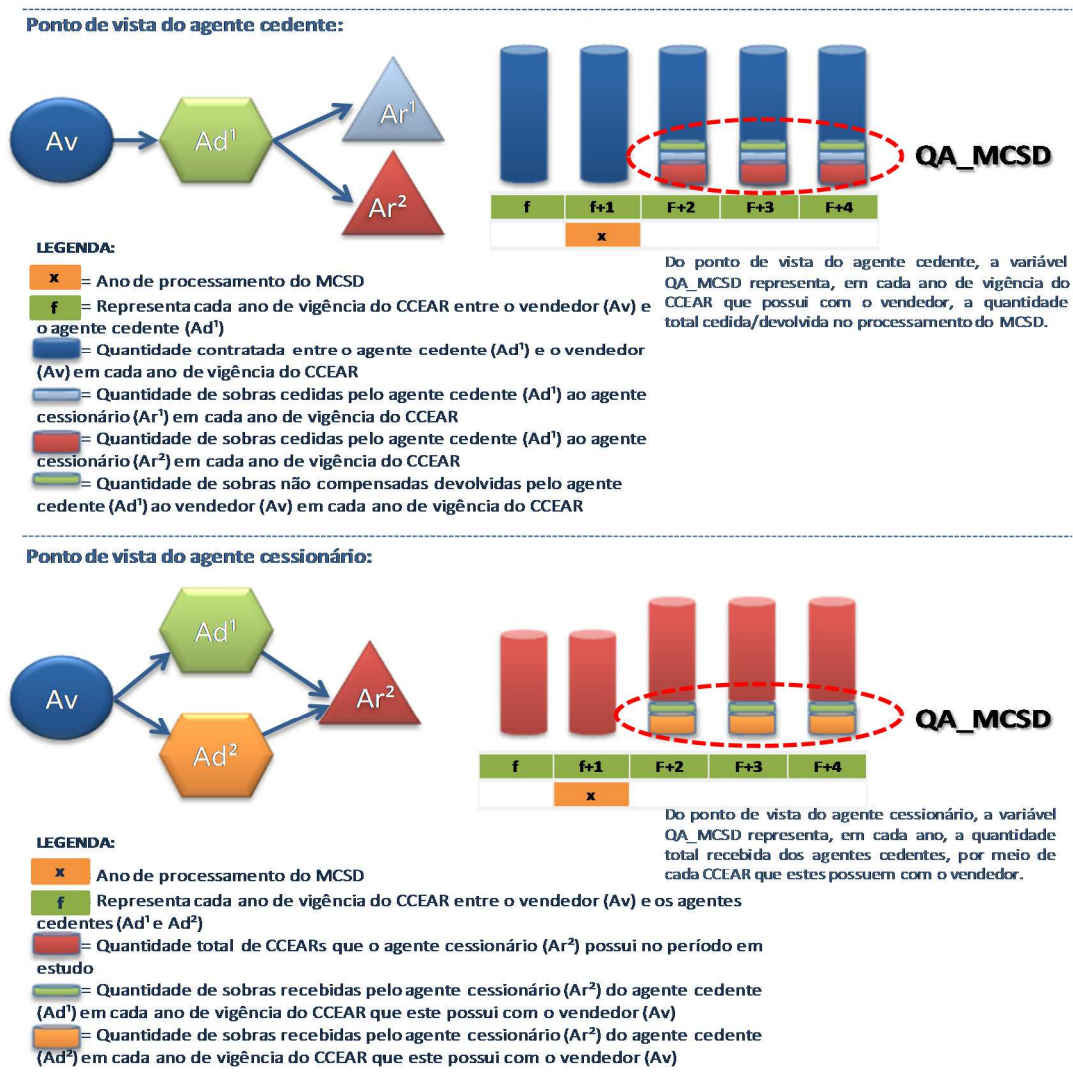 Ponto de vista do agente cedente:
Av
Ad¹
Ar¹
Ar²
QA_MCSD
f f+1 F+2 F+3 F+4
x
LEGENDA:
x = Ano de processamento do MCSD
f = Representa cada ano de vigência do CCEAR entre o vendedor (Av) e
o agente cedente (Ad¹)
= Quantidade contratada entre o agente cedente (Ad¹) e o vendedor
(Av) em cada ano de vigência do CCEAR
= Quantidade de sobras cedidas pelo agente cedente (Ad¹) ao agente
cessionário (Ar¹) em cada ano de vigência do CCEAR
= Quantidade de sobras cedidas pelo agente cedente (Ad¹) ao agente
cessionário (Ar²) em cada ano de vigência do CCEAR
= Quantidade de sobras não compensadas devolvidas pelo agente
cedente (Ad¹) ao vendedor (Av) em cada ano de vigência do CCEAR
Do ponto de vista do agente cedente, a variável
QA_MCSD representa, em cada ano de vigência do
CCEAR que possui com o vendedor, a quantidade
total cedida/devolvida no processamento do MCSD.
Ponto de vista do agente cessionário:
Av
Ad¹
Ad²
Ar²
QA_MCSD
f f+1 F+2 F+3 F+4
x
Do ponto de vista do agente cessionário, a variável
QA_MCSD representa, em cada ano, a quantidade
total recebida dos agentes cedentes, por meio de
cada CCEAR que estes possuem com o vendedor.
LEGENDA:
x = Ano de processamento do MCSD
f = Representa cada ano de vigência do CCEAR entre o vendedor (Av) e os agentes
cedentes (Ad¹ e Ad²)
= Quantidade total de CCEARs que o agente cessionário (Ar²) possui no período em
estudo
= Quantidade de sobras recebidas pelo agente cessionário (Ar²) do agente cedente
(Ad¹) em cada ano de vigência do CCEAR que este possui com o vendedor (Av)
= Quantidade de sobras recebidas pelo agente cessionário (Ar²) do agente cedente
(Ad²) em cada ano de vigência do CCEAR que este possui com o vendedor (Av)